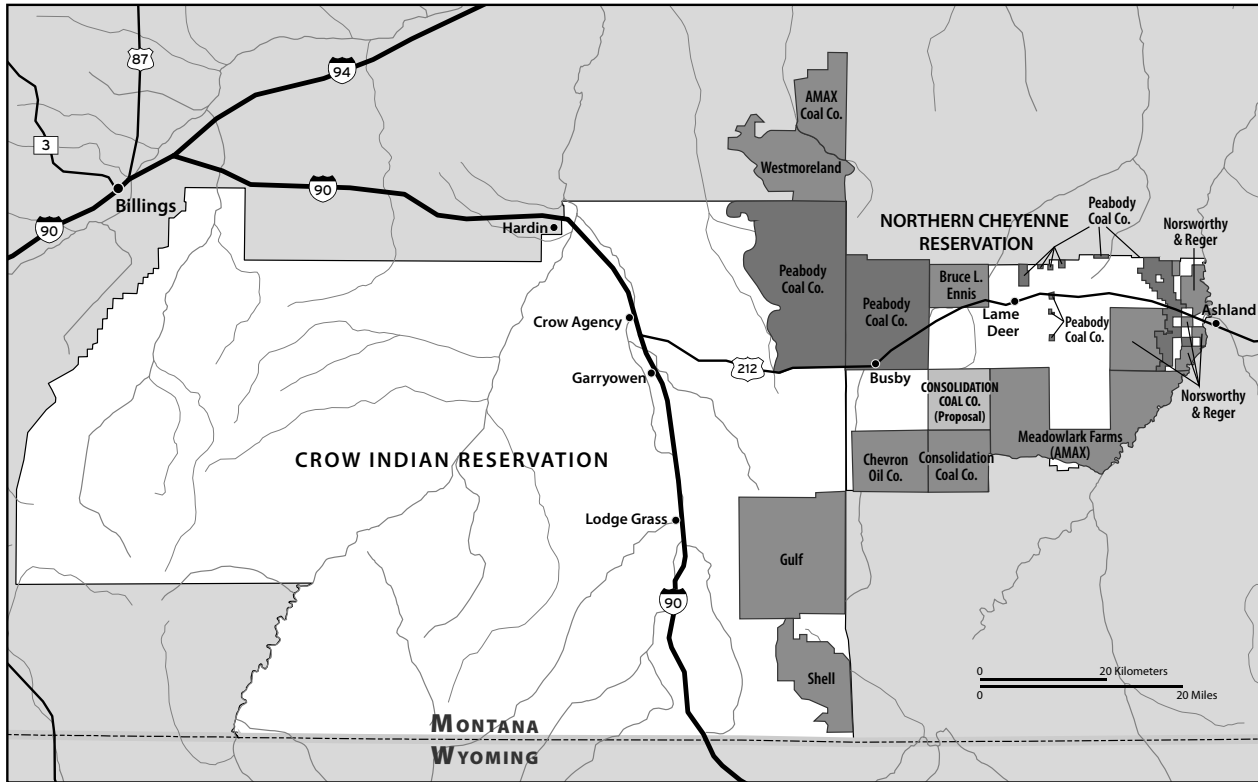 87
94
AMAX
Coal Co.
3
Westmoreland
Billings
90
90
Hardin
NORTHERN CHEYENNE
RESERVATION
Peabody
Coal Co.
Norsworthy
& Reger
Peabody
Coal Co.
Peabody
Coal Co.
Bruce L.
Ennis
Lame
Deer
Peabody
Coal Co.
Ashland
Crow Agency
212
Garryowen
Busby
CONSOLIDATION
COAL CO.
(Proposal)
Norsworthy
& Reger
CROW INDIAN RESERVATION
Chevron
Oil Co.
Consolidation
Coal Co.
Meadowlark Farms
(AMAX)
Lodge Grass
Gulf
90
Shell
0
20 Kilometers
0
20 Miles
MONTANA
WYOMING